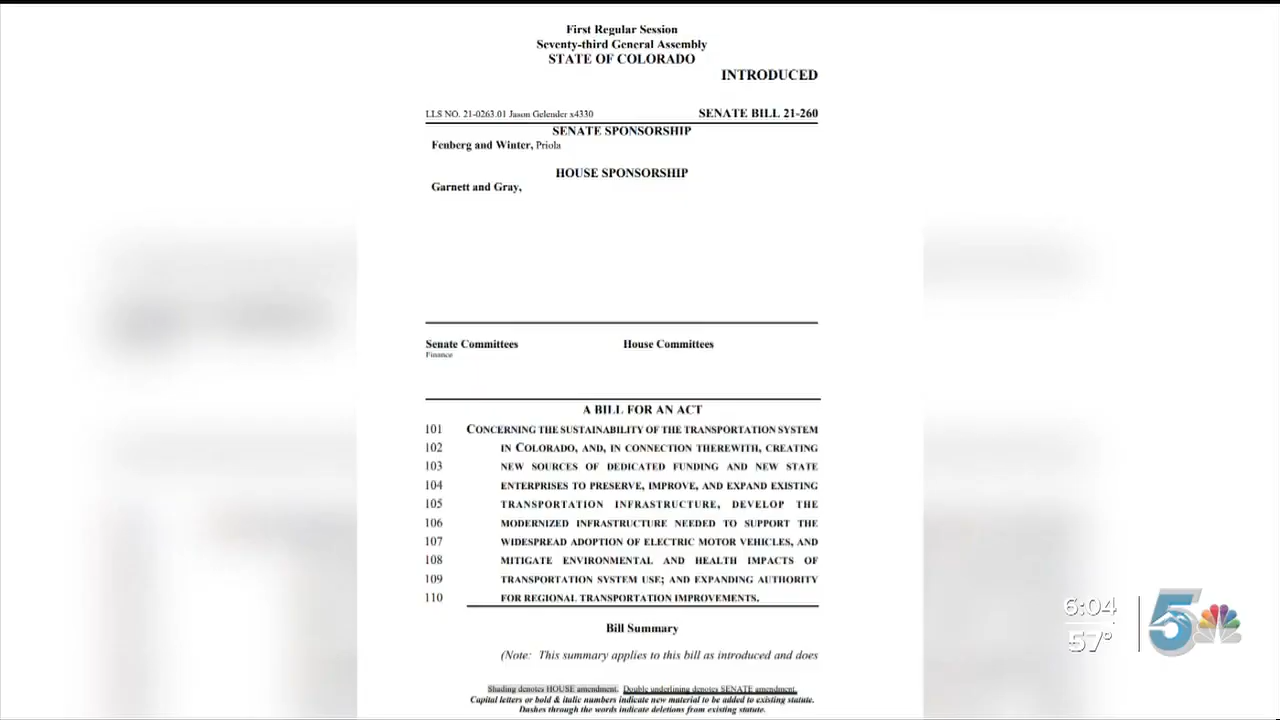 First Regular Session
Seventy-third General Assembly
STATE OF COLORADO
INTRODUCED
LLS NO. 21-0263.01 Jason Gelender x4330
SENATE BILL 21-260
SENATE SPONSORSHIP
Fenberg and Winter, Priola
HOUSE SPONSORSHIP
Garnett and Gray,
Senate Committees
House Committees
Finance
A BILL FOR AN ACT
101 CONCERNING THE SUSTAINABILITY OF THE TRANSPORTATION SYSTEM
102 IN COLORADO, AND, IN CONNECTION THEREWITH, CREATING
103 NEW SOURCES OF DEDICATED FUNDING AND NEW STATE
104 ENTERPRISES TO PRESERVE, IMPROVE, AND EXPAND EXISTING
105 TRANSPORTATION INFRASTRUCTURE, DEVELOP THE
106 MODERNIZED INFRASTRUCTURE NEEDED TO SUPPORT THE
107 WIDESPREAD ADOPTION OF ELECTRIC MOTOR VEHICLES, AND
108 MITIGATE ENVIRONMENTAL AND HEALTH IMPACTS OF
109 TRANSPORTATION SYSTEM USE; AND EXPANDING AUTHORITY
110 FOR REGIONAL TRANSPORTATION IMPROVEMENTS.
Bill Summary
(Note: This summary applies to this bill as introduced and does
Shading denotes HOUSE amendment. Double underlining denotes SENATE amendment.
Capital letters or bold & italic numbers indicate new material to be added to existing statute.
Dashes through the words indicate deletions from existing statute.
6:04
57°
5